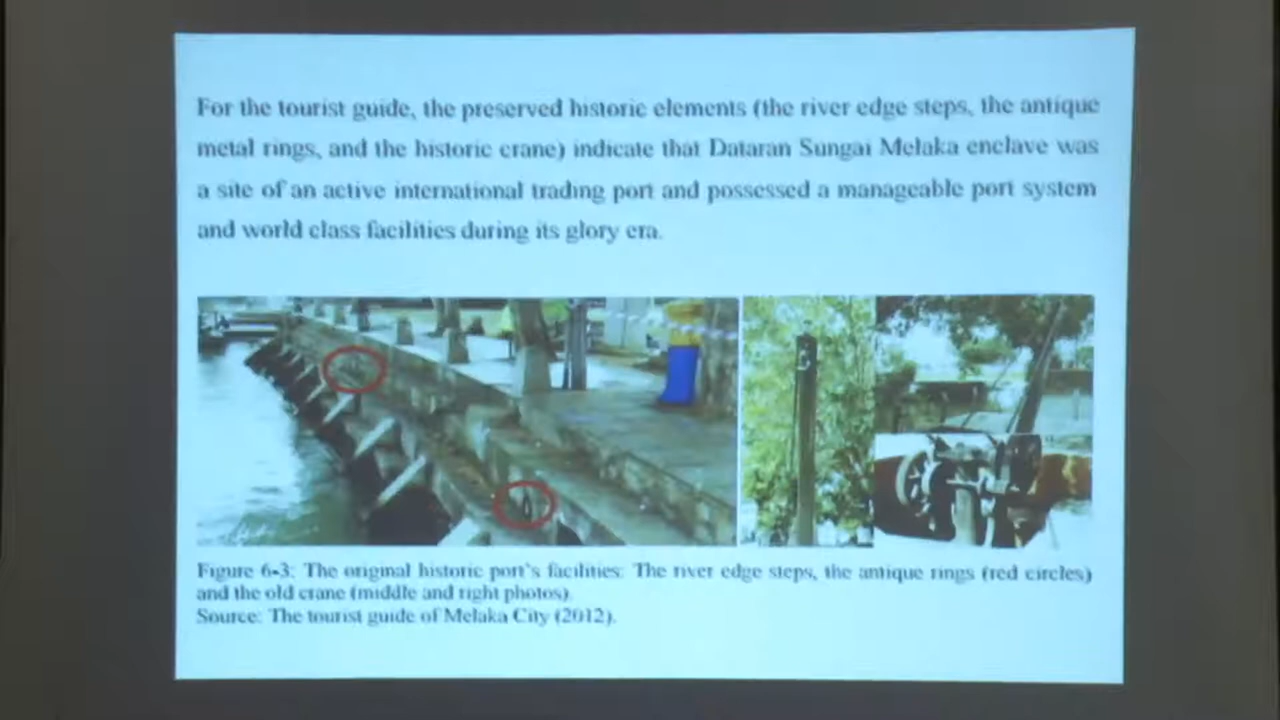 For the tourist guide, the preserved historic elements (the river edge steps, the antique
metal rings, and the historic crane) indicate that Dataran Sungai Melaka enclave was
a site of an active international trading port and possessed a manageable port system
and world class facilities during its glory era.
Figure 6-3: The original historic port's facilities: The river edge steps, the antique rings (red circles)
and the old crane (middle and right photos).
Source: The tourist guide of Melaka City (2012).